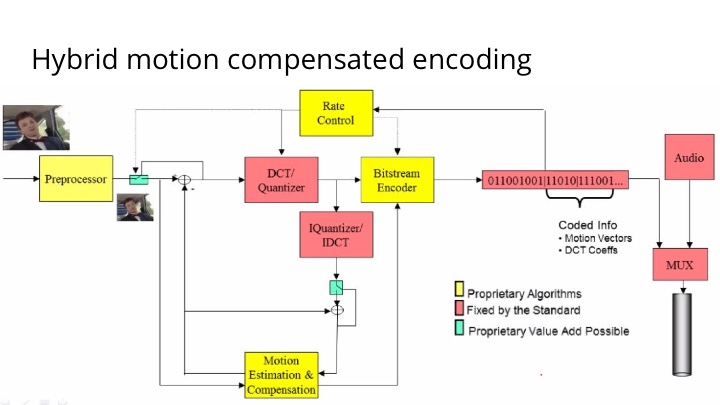 Hybrid motion compensated encoding
Rate
Control
Audio
Preprocessor
DCT/
Quantizer
Bitstream
Encoder
011001001|11010|111001...
IQuantizer/
IDCT
Coded Info
• Motion Vectors
• DCT Coeffs
MUX
Proprietary Algorithms
Fixed by the Standard
Proprietary Value Add Possible
Motion
Estimation &
Compensation